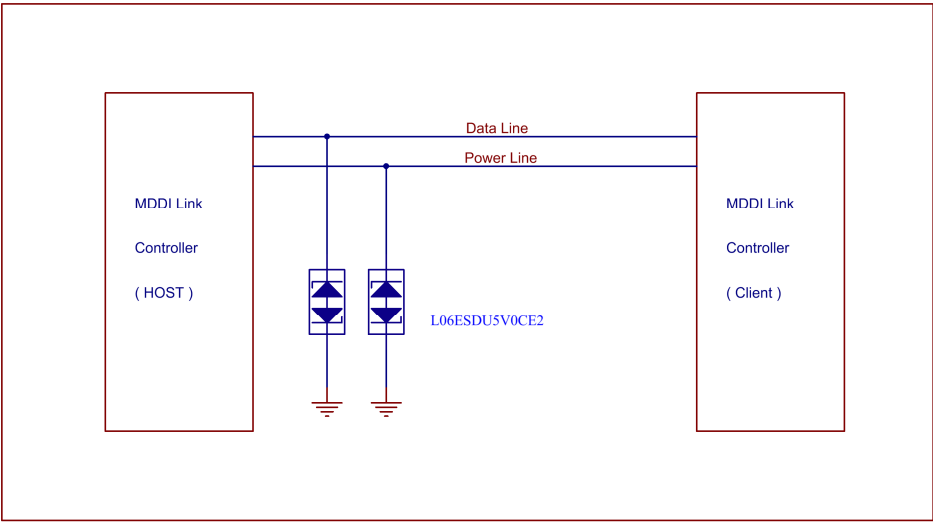 Data Line
Power Line
MDDI Link
Controller
( HOST )
MDDI Link
Controller
( Client )
L06ESDU5V0CE2